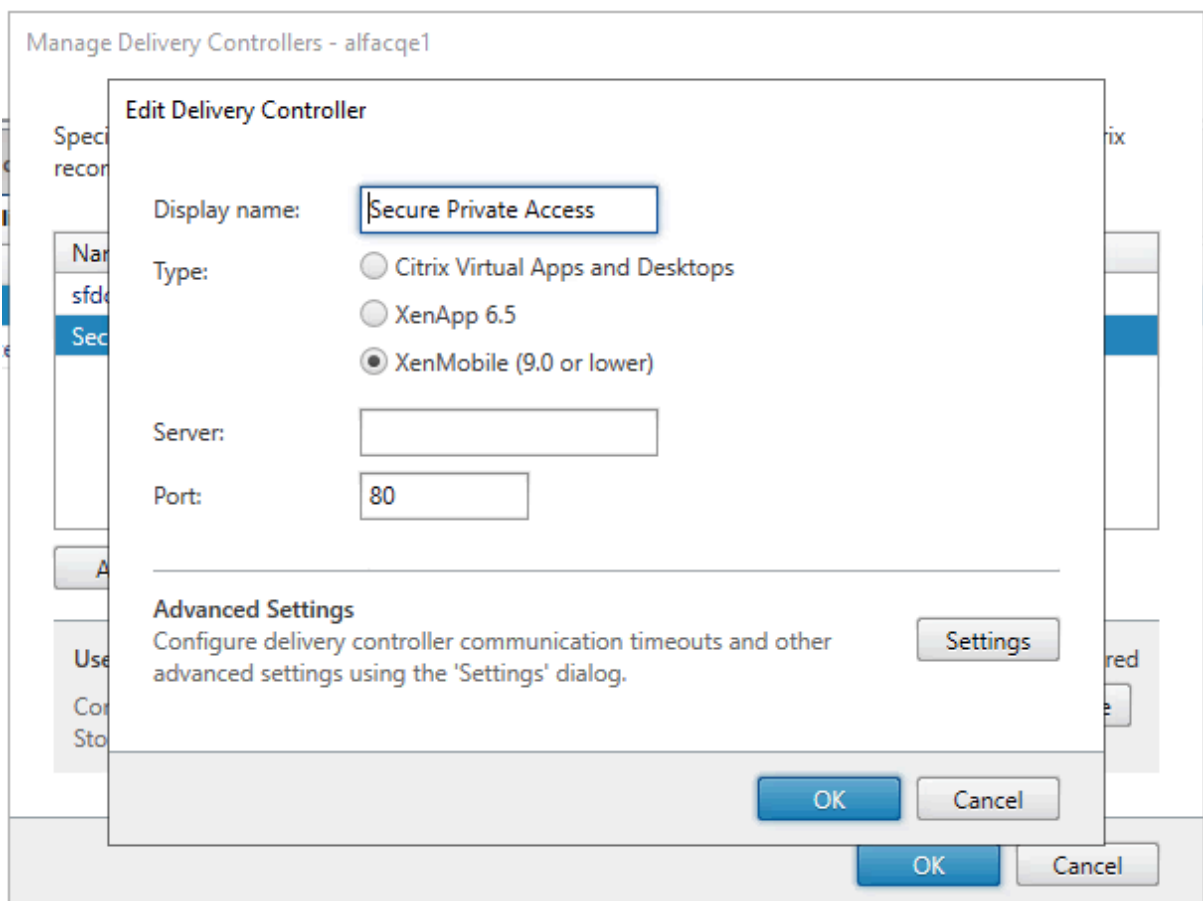 Manage Delivery Controllers - alfacqe1
Edit Delivery Controller
Display name:
Secure Private Access
Type:
Citrix Virtual Apps and Desktops
XenApp 6.5
XenMobile (9.0 or lower)
Server:
Port:
80
Advanced Settings
Configure delivery controller communication timeouts and other
advanced settings using the 'Settings' dialog.
Settings
OK
Cancel
OK
Cancel